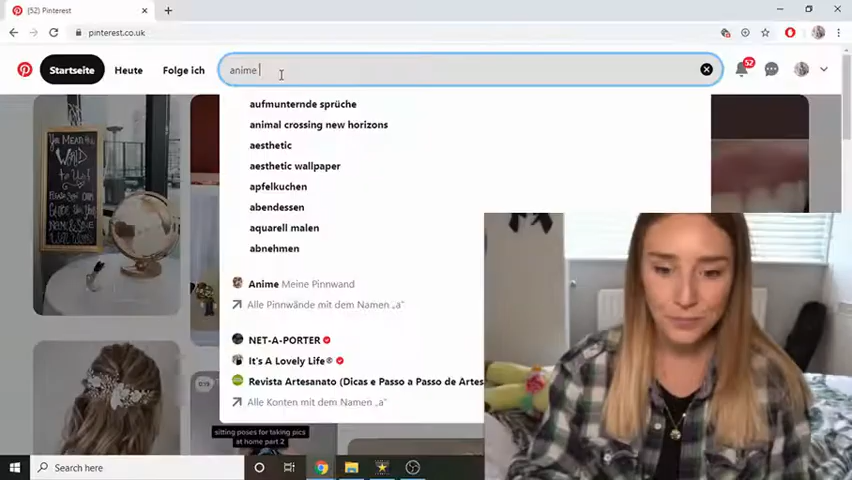 (52) Pinterest
pinterest.co.uk
Startseite
Heute
Folge ich
anime
52
aufmunternde sprüche
animal crossing new horizons
aesthetic
aesthetic wallpaper
apfelkuchen
abendessen
aquarell malen
abnehmen
Anime Meine Pinnwand
Alle Pinnwände mit dem Namen „a“
NET-A-PORTER
It's A Lovely Life®
Revista Artesanato (Dicas e Passo a Passo de Artes
Alle Konten mit dem Namen „a“
sitting poses for taking pics
at home part 2
Search here